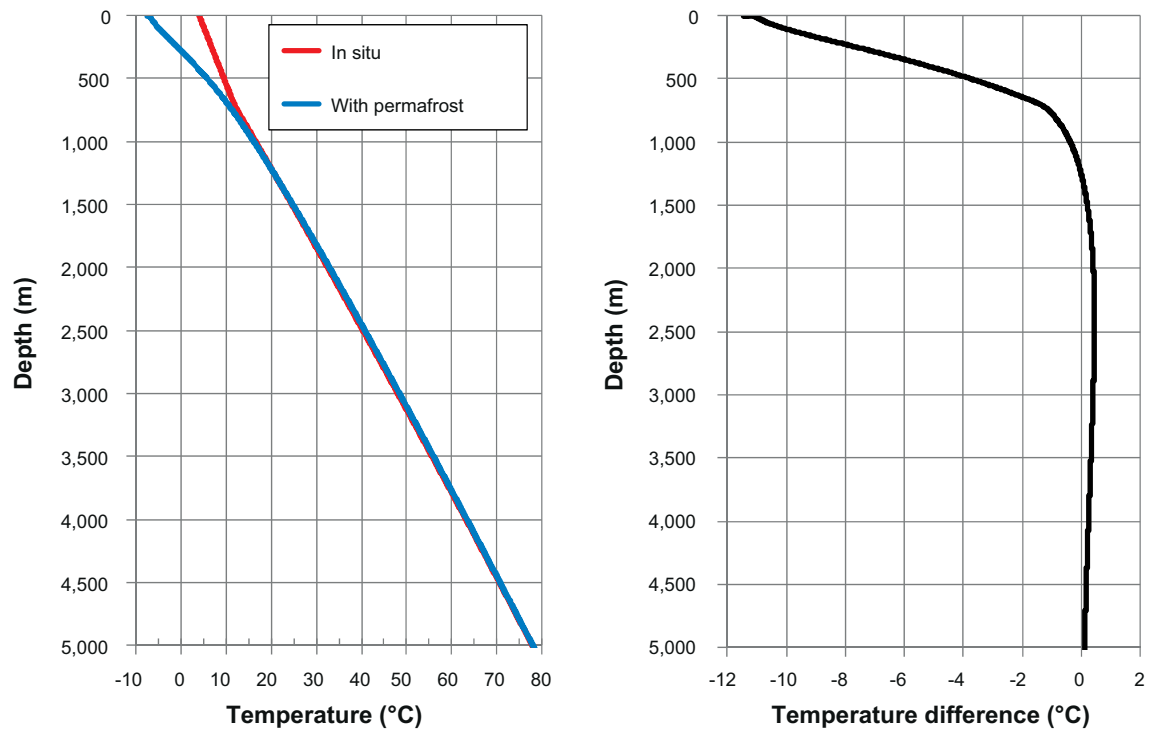 0
500
1,000
1,500
2,000
2,500
3,000
3,500
4,000
4,500
5,000
Depth (m)
-10 0 10 20 30 40 50 60 70 80
Temperature (°C)
In situ
With permafrost
0
500
1,000
1,500
2,000
2,500
3,000
3,500
4,000
4,500
5,000
Depth (m)
-12 -10 -8 -6 -4 -2 0 2
Temperature difference (°C)